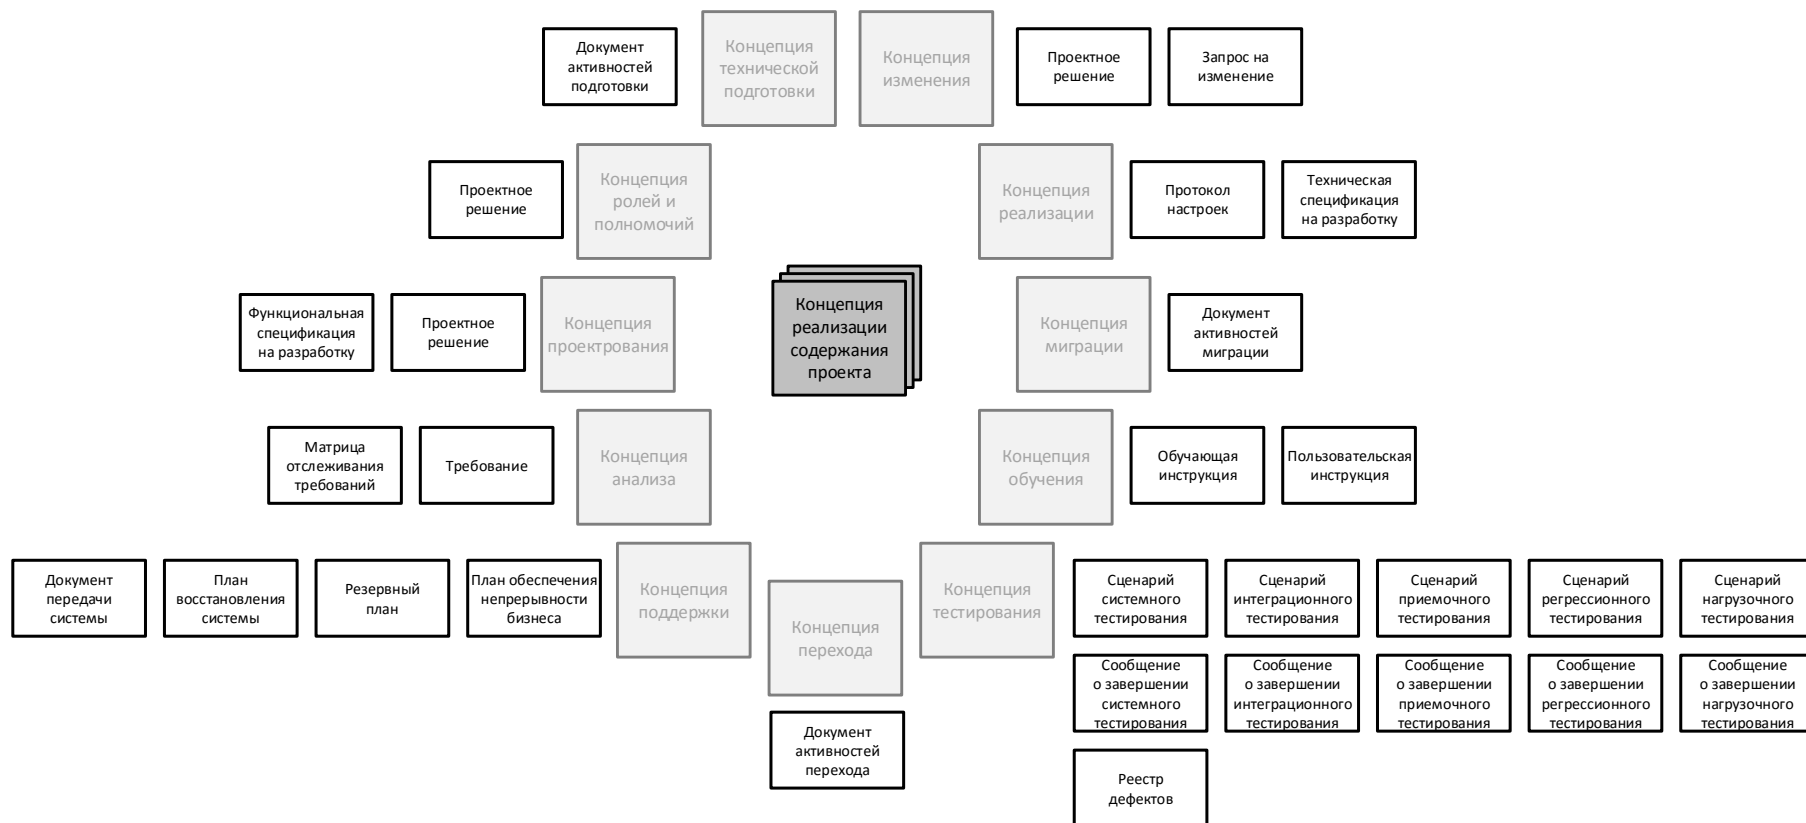 Документ
активностей
подготовки
Концепция
технической
подготовки
Концепция
изменения
Проектное
решение
Запрос на
изменение
Проектное
решение
Концепция
ролей и
полномочий
Концепция
реализации
Протокол
настроек
Техническая
спецификация
на разработку
Функциональная
спецификация
на разработку
Проектное
решение
Концепция
проектрования
Концепция
реализации
содержания
проекта
Концепция
миграции
Документ
активностей
миграции
Матрица
отслеживания
требований
Требование
Концепция
анализа
Концепция
обучения
Обучающая
инструкция
Пользовательская
инструкция
Документ
передачи
системы
План
восстановления
системы
Резервный
план
План обеспечения
непрерывности
бизнеса
Концепция
поддержки
Концепция
перехода
Концепция
тестирования
Сценарий
системного
тестирования
Сценарий
интеграционного
тестирования
Сценарий
приемочного
тестирования
Сценарий
регрессионного
тестирования
Сценарий
нагрузочного
тестирования
Сообщение
о завершении
системного
тестирования
Сообщение
о завершении
интеграционного
тестирования
Сообщение
о завершении
приемочного
тестирования
Сообщение
о завершении
регрессионного
тестирования
Сообщение
о завершении
нагрузочного
тестирования
Документ
активностей
перехода
Реестр
дефектов